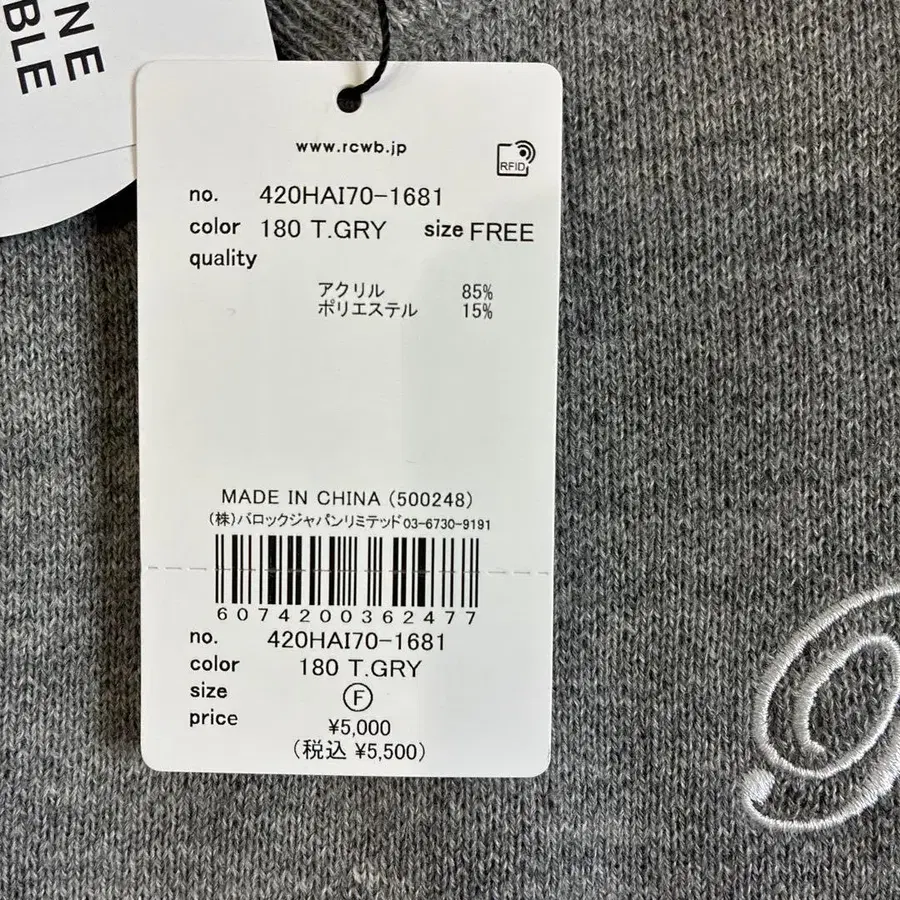 NE
BLE
www.rcwb.jp
RFID
no. 420HAI70-1681
color 180 T.GRY size FREE
quality
アクリル 85%
ポリエステル 15%
MADE IN CHINA (500248)
(株)バロックジャパンリミテッド03-6730-9191
6074200362477
no. 420HAI70-1681
color 180 T.GRY
size F
price ¥5,000
(税込 ¥5,500)